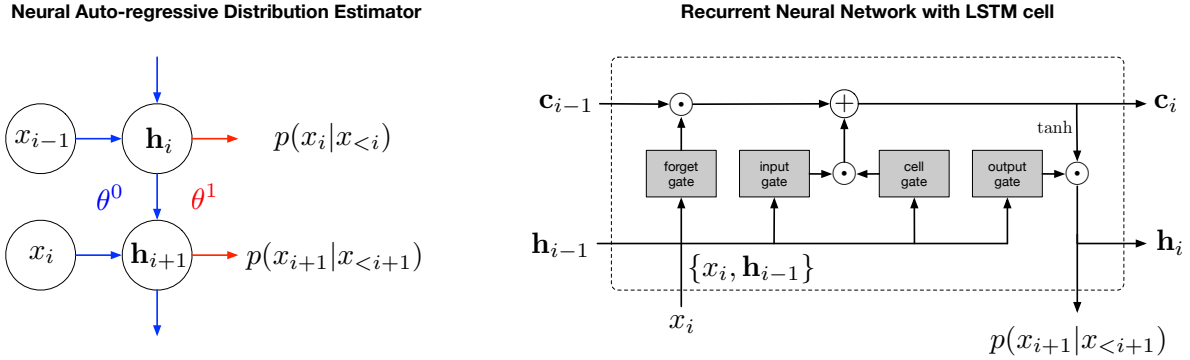 Neural Auto-regressive Distribution Estimator
x_{i-1}
h_i
p(x_i|x_{<i})
θ^0
θ^1
x_i
h_{i+1}
p(x_{i+1}|x_{<i+1})
Recurrent Neural Network with LSTM cell
c_{i-1}
c_i
tanh
forget
gate
input
gate
cell
gate
output
gate
h_{i-1}
h_i
{x_i, h_{i-1}}
x_i
p(x_{i+1}|x_{<i+1})